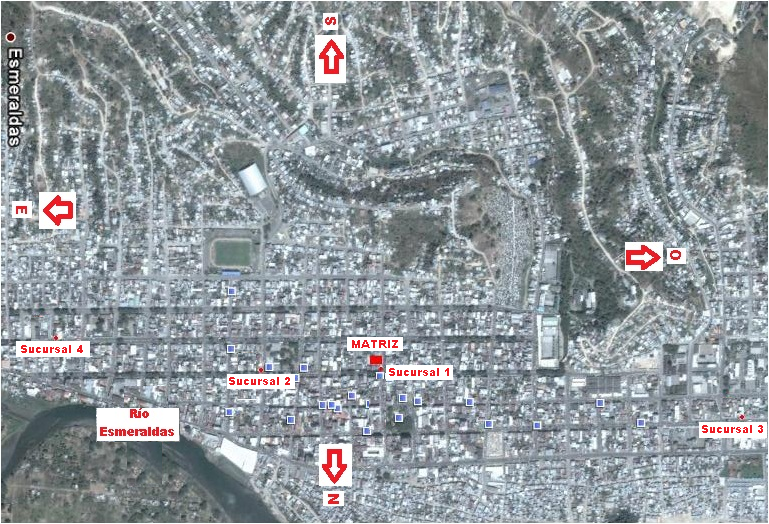 S
Esmeraldas
E
O
MATRIZ
Sucursal 4
Sucursal 1
Sucursal 2
Río
Esmeraldas
Sucursal 3
N